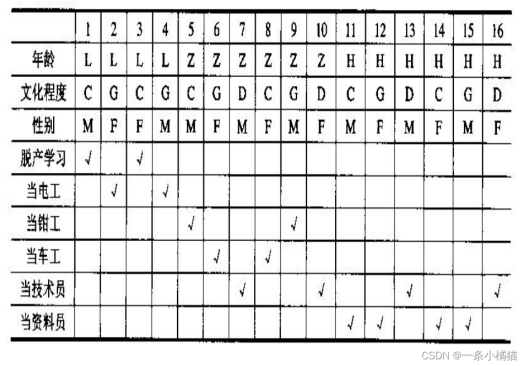 1 2 3 4 5 6 7 8 9 10 11 12 13 14 15 16
年龄 L L L L Z Z Z Z Z Z H H H H H H
文化程度 C G C G C G D C G D C G D C G D
性别 M F F F M F M F M F M F M F M F
脱产学习 √ √
当电工 √ √
当钳工 √ √
当车工 √ √
当技术员 √ √ √ √
当资料员 √ √ √ √
CSDN @一条小橘猫